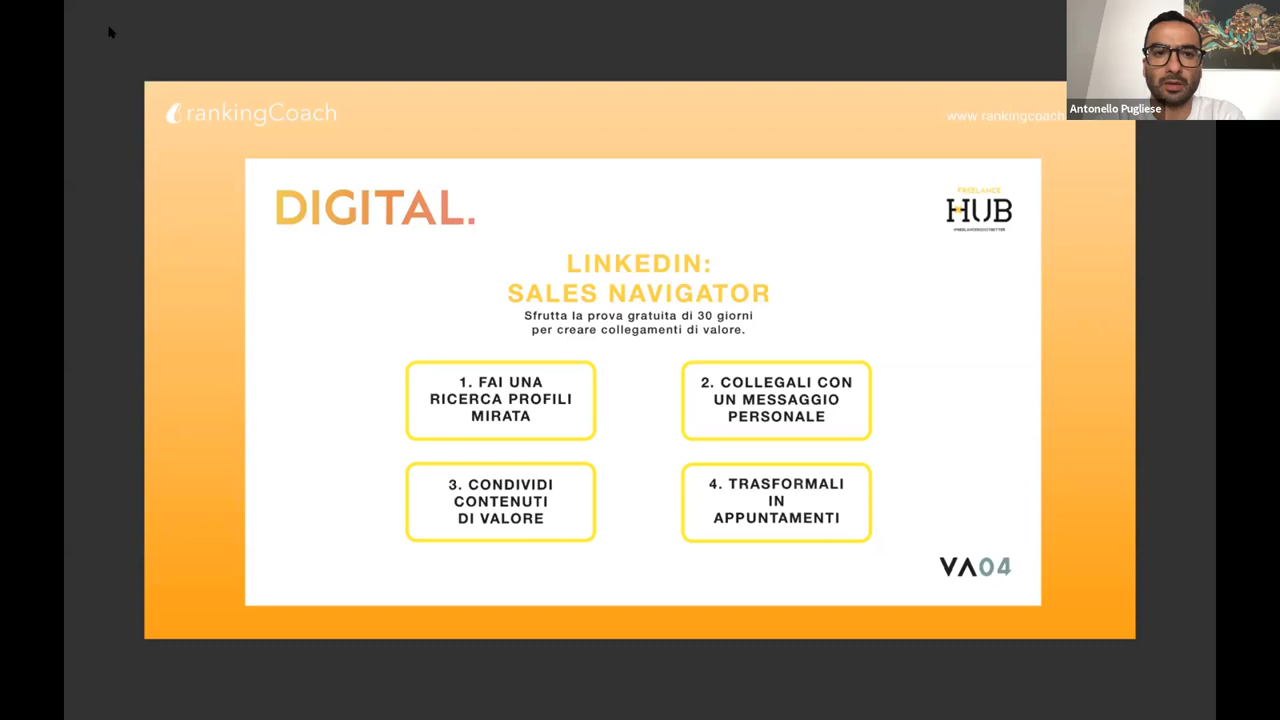 rankingCoach
www rankingcoach
Antonello Pugliese
DIGITAL.
FREELANCE
HUB
LINKEDIN:
SALES NAVIGATOR
Sfrutta la prova gratuita di 30 giorni
per creare collegamenti di valore.
1. FAI UNA
RICERCA PROFILI
MIRATA
2. COLLEGALI CON
UN MESSAGGIO
PERSONALE
3. CONDIVIDI
CONTENUTI
DI VALORE
4. TRASFORMALI
IN
APPUNTAMENTI
VA04